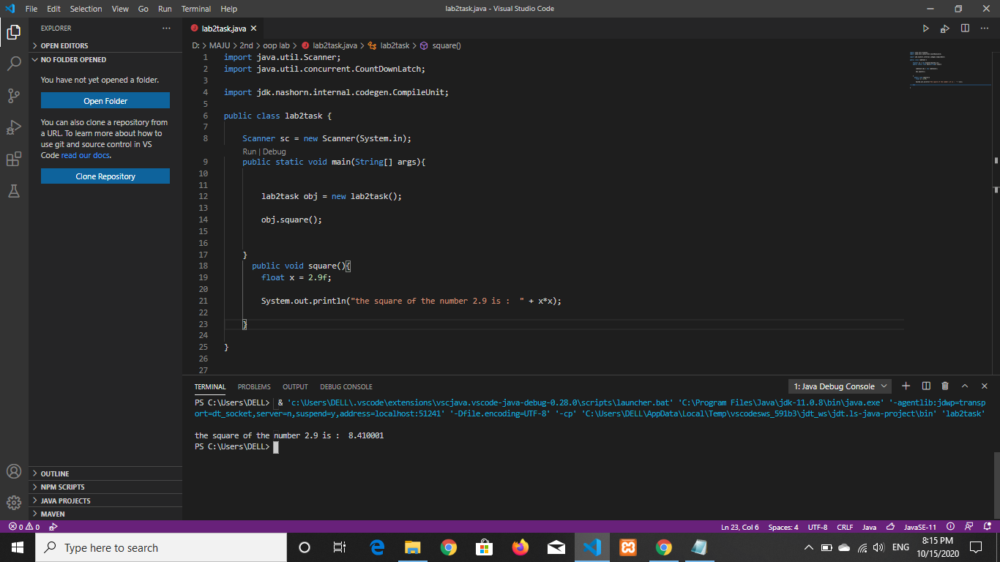 File Edit Selection View Go Run Terminal Help
lab2task.java - Visual Studio Code
EXPLORER
OPEN EDITORS
NO FOLDER OPENED
You have not yet opened a folder.
Open Folder
You can also clone a repository from
a URL. To learn more about how to
use git and source control in VS
Code read our docs.
Clone Repository
OUTLINE
NPM SCRIPTS
JAVA PROJECTS
MAVEN
lab2task.java
D: > MAJU > 2nd > oop lab > lab2task.java > lab2task > square()
1 import java.util.Scanner;
2 import java.util.concurrent.CountDownLatch;
3
4 import jdk.nashorn.internal.codegen.CompileUnit;
5
6 public class lab2task {
7
8 Scanner sc = new Scanner(System.in);
Run | Debug
9 public static void main(String[] args){
10
11
12 lab2task obj = new lab2task();
13
14 obj.square();
15
16
17 }
18 public void square(){
19 float x = 2.9f;
20
21 System.out.println("the square of the number 2.9 is :  " + x*x);
22
23 }
24
25 }
26
27
TERMINAL PROBLEMS OUTPUT DEBUG CONSOLE
1: Java Debug Console
PS C:\Users\DELL> & 'c:\Users\DELL\.vscode\extensions\vscjava.vscode-java-debug-0.28.0\scripts\launcher.bat' 'C:\Program Files\Java\jdk-11.0.8\bin\java.exe' '-agentlib:jdwp=transp
ort=dt_socket,server=n,suspend=y,address=localhost:51241' '-Dfile.encoding=UTF-8' '-cp' 'C:\Users\DELL\AppData\Local\Temp\vscodesws_591b3\jdt_ws\jdt.ls-java-project\bin' 'lab2task'
the square of the number 2.9 is :  8.410001
PS C:\Users\DELL>
0 0
Ln 23, Col 6 Spaces: 4 UTF-8 CRLF Java JavaSE-11
Type here to search
ENG
8:15 PM
10/15/2020